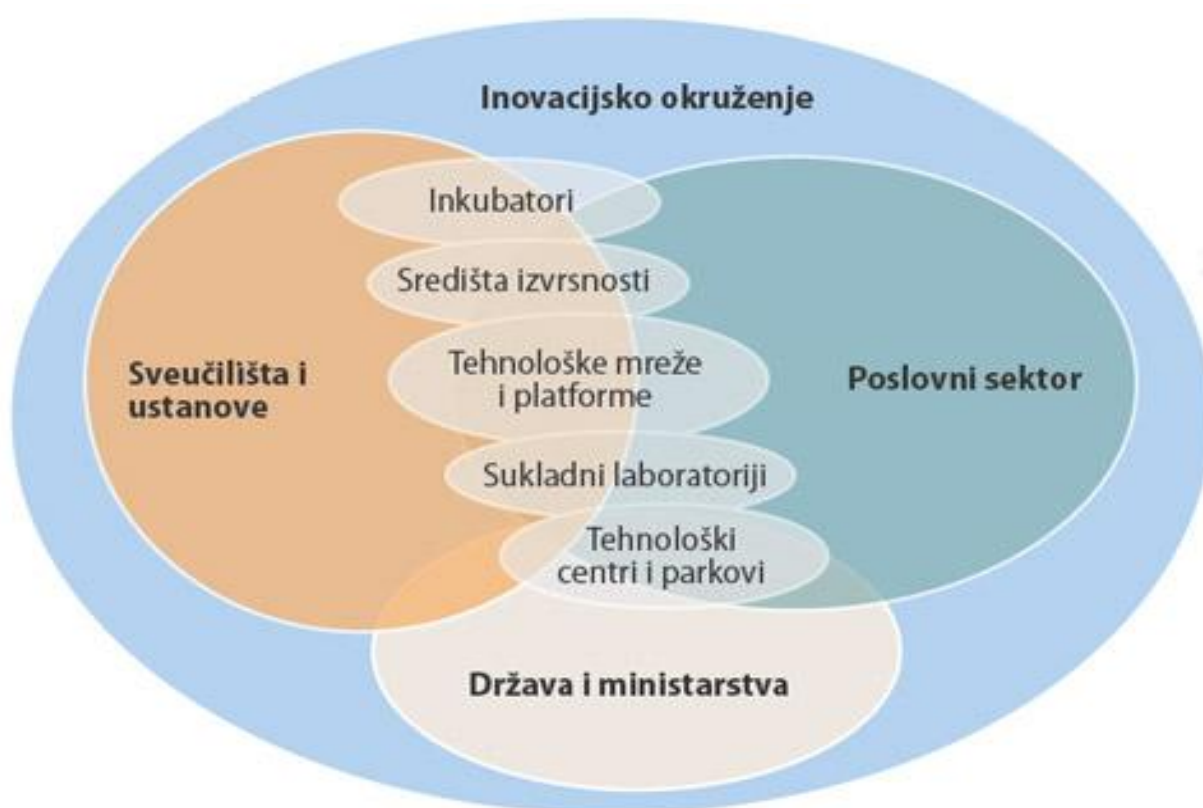 Inovacijsko okruženje
Inkubatori
Središta izvrsnosti
Sveučilišta i
ustanove
Tehnološke mreže
i platforme
Poslovni sektor
Sukladni laboratoriji
Tehnološki
centri i parkovi
Država i ministarstva